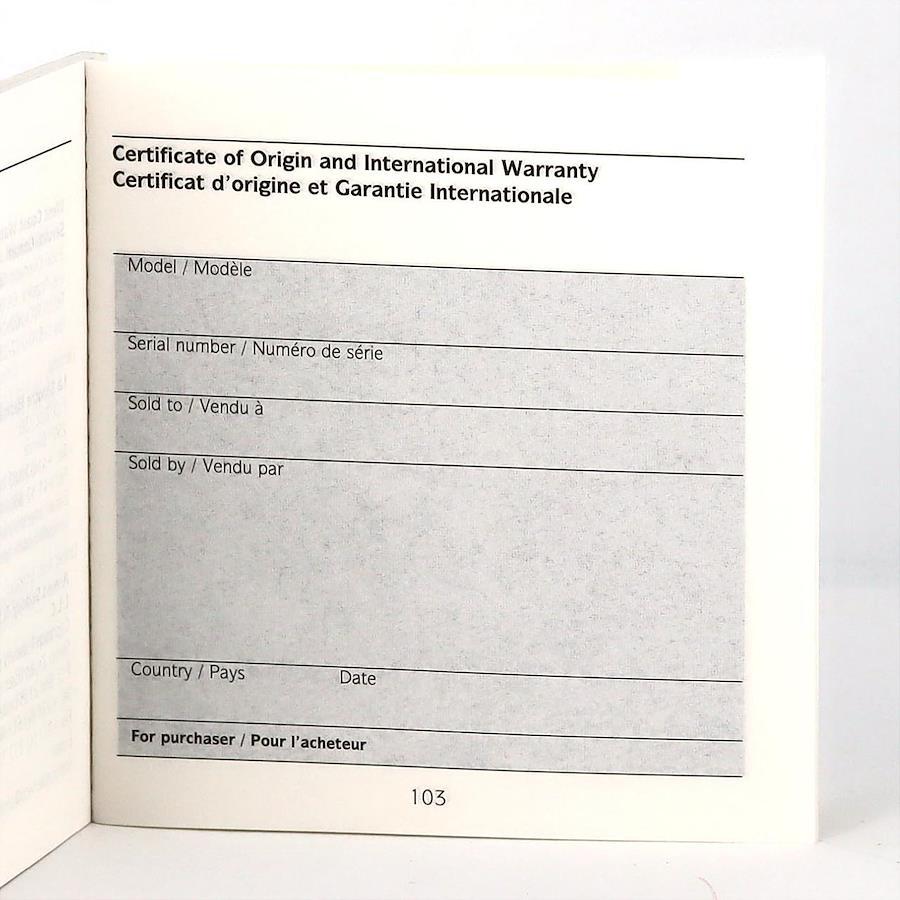 Certificate of Origin and International Warranty
Certificat d'origine et Garantie Internationale
Model / Modèle
Serial number / Numéro de série
Sold to / Vendu à
Sold by / Vendu par
Country / Pays Date
For purchaser / Pour l'acheteur
103